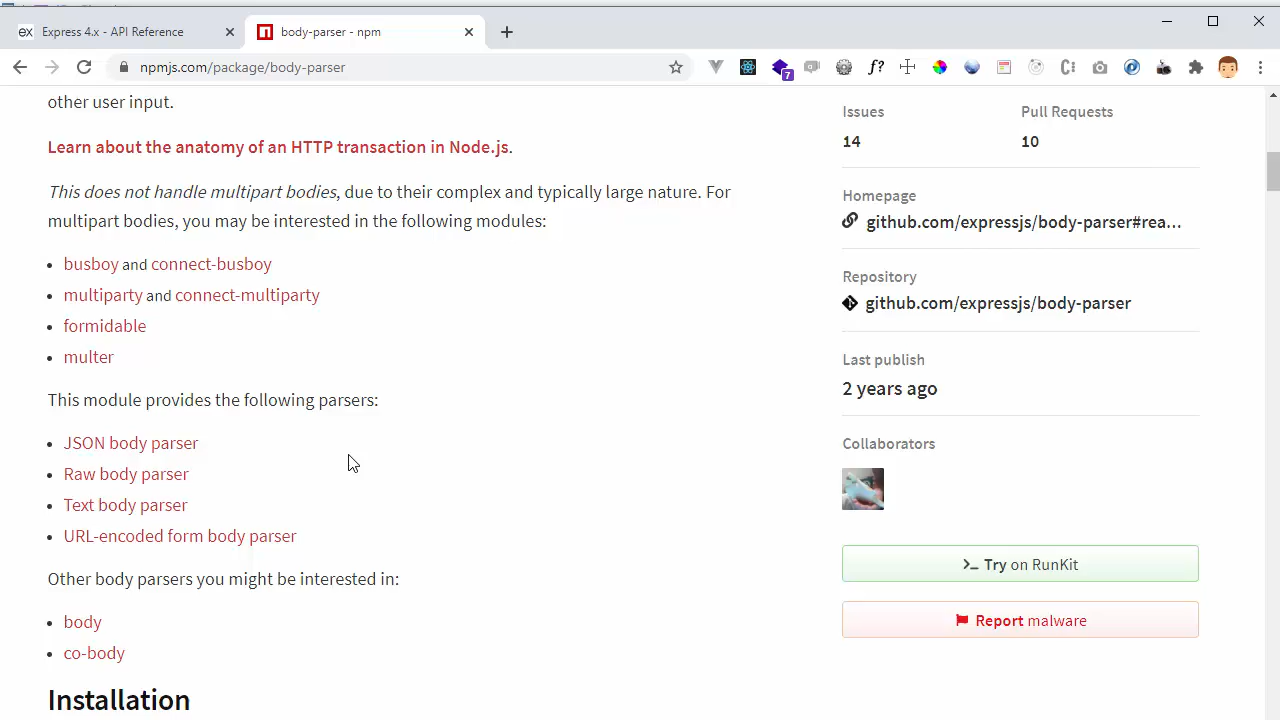 Express 4.x - API Reference
body-parser - npm
npmjs.com/package/body-parser
7
f?
other user input.
Learn about the anatomy of an HTTP transaction in Node.js.
This does not handle multipart bodies, due to their complex and typically large nature. For
multipart bodies, you may be interested in the following modules:
busboy and connect-busboy
multiparty and connect-multiparty
formidable
multer
This module provides the following parsers:
JSON body parser
Raw body parser
Text body parser
URL-encoded form body parser
Other body parsers you might be interested in:
body
co-body
Installation
Issues
14
Pull Requests
10
Homepage
github.com/expressjs/body-parser#rea...
Repository
github.com/expressjs/body-parser
Last publish
2 years ago
Collaborators
Try on RunKit
Report malware